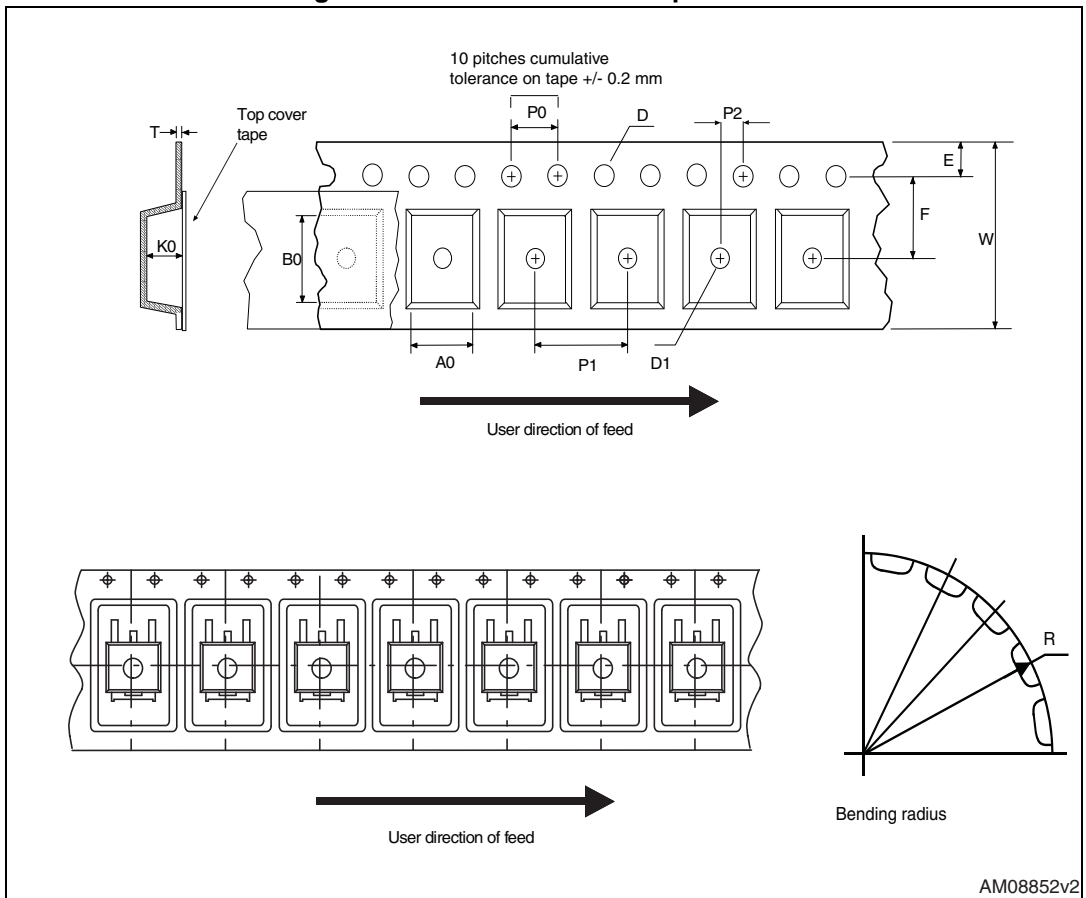 10 pitches cumulative
tolerance on tape +/- 0.2 mm
Top cover
tape
T
P0
D
P2
E
F
W
K0
B0
A0
P1
D1
User direction of feed
R
Bending radius
User direction of feed
AM08852v2